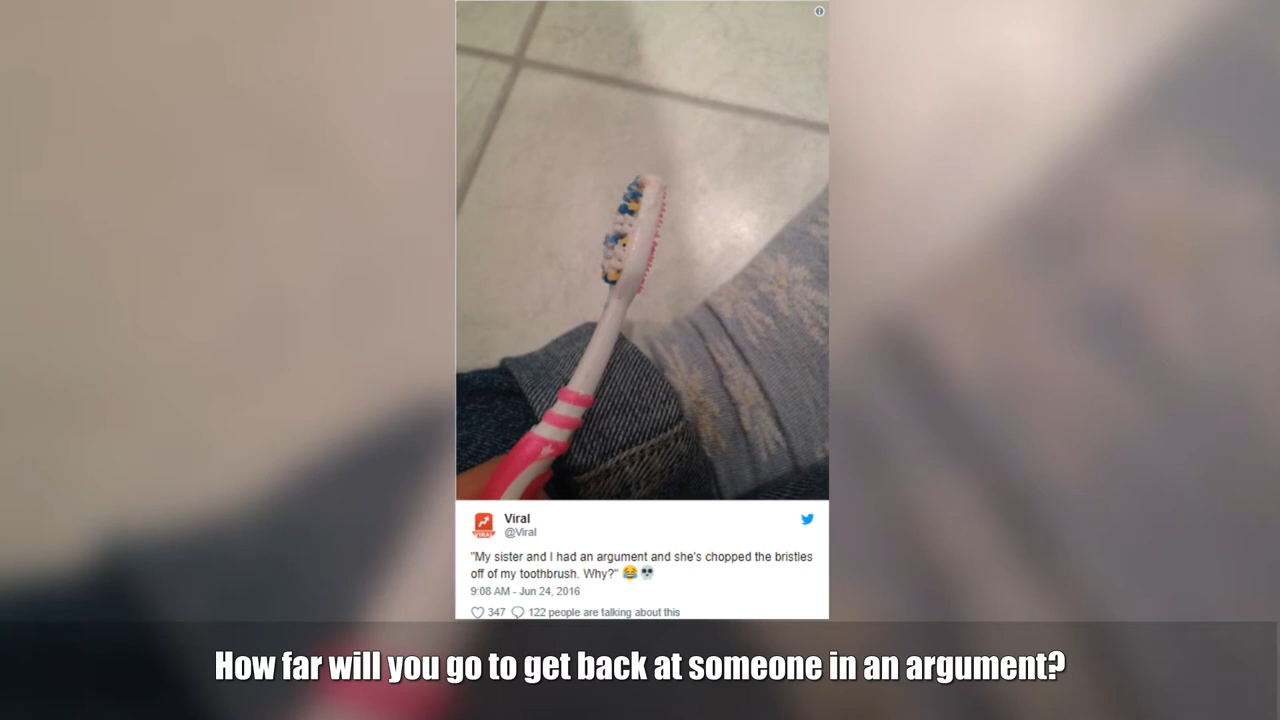 Viral
@Viral
"My sister and I had an argument and she's chopped the bristles
off of my toothbrush. Why?" 😂💀
9:08 AM - Jun 24, 2016
347 122 people are talking about this
How far will you go to get back at someone in an argument?